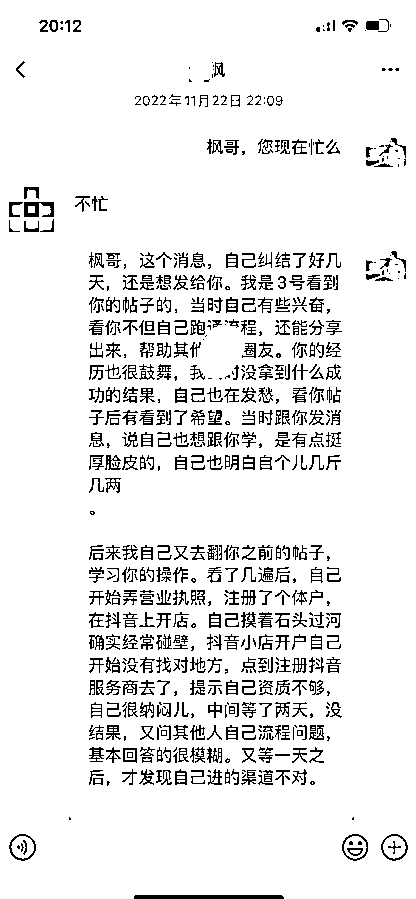 20:12
枫
2022年11月22日 22:09
枫哥，您现在忙么
不忙
枫哥，这个消息，自己纠结了好几
天，还是想发给你。我是3号看到
你的帖子的，当时自己有些兴奋，
看你不但自己跑通流程，还能分享
出来，帮助其他 圈友。你的经
历也很鼓舞，我 时没拿到什么成
功的结果，自己也在发愁，看你帖
子后有看到了希望。当时跟你发消
息，说自己也想跟你学，是有点挺
厚脸皮的，自己也明白自个儿几斤
几两
。
后来我自己又去翻你之前的帖子，
学习你的操作。看了几遍后，自己
开始弄营业执照，注册了个体户，
在抖音上开店。自己摸着石头过河
确实经常碰壁，抖音小店开户自己
开始没有找对地方，点到注册抖音
服务商去了，提示自己资质不够，
自己很纳闷儿，中间等了两天，没
结果，又问其他人自己流程问题，
基本回答的很模糊。又等一天之
后，才发现自己进的渠道不对。